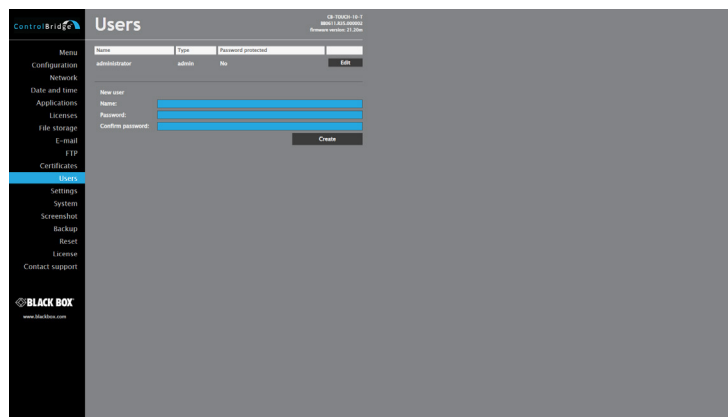 ControlBridge
Users
CB-TOUCH-10-T
Firmware version: 21.20m
Menu
Configuration
Network
Date and time
Applications
Licenses
File storage
E-mail
FTP
Certificates
Users
Settings
System
Screenshot
Backup
Reset
License
Contact support
BLACK BOX
www.blackbox.com
Name Type Password protected
administrator admin No Edit
New user
Name:
Password:
Confirm password:
Create